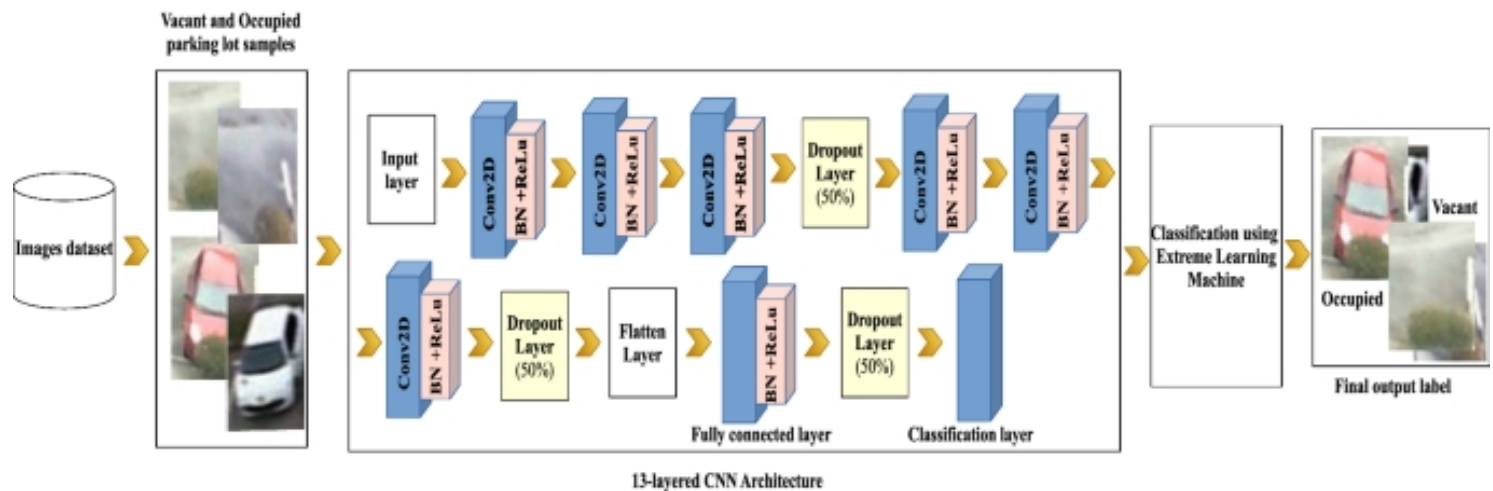 Vacant and Occupied
parking lot samples
Images dataset
Input
layer
Conv2D
BN +ReLu
Conv2D
BN +ReLu
Conv2D
BN +ReLu
Dropout
Layer
(50%)
Conv2D
BN +ReLu
Conv2D
BN +ReLu
Conv2D
BN +ReLu
Dropout
Layer
(50%)
Flatten
Layer
BN +ReLu
Fully connected layer
Dropout
Layer
(50%)
Classification layer
13-layered CNN Architecture
Classification using
Extreme Learning
Machine
Vacant
Occupied
Final output label